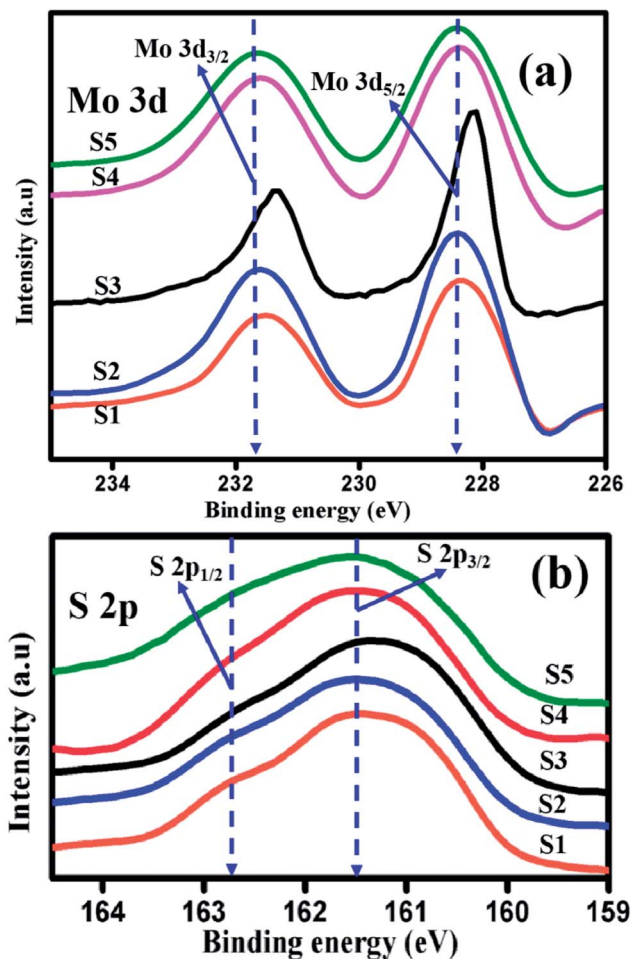 (a)
Mo 3d3/2
Mo 3d5/2
Mo 3d
S5
S4
S3
S2
S1
Intensity (a.u)
234
232
230
228
226
Binding energy (eV)
(b)
S 2p1/2
S 2p3/2
S 2p
S5
S4
S3
S2
S1
Intensity (a.u)
164
163
162
161
160
159
Binding energy (eV)